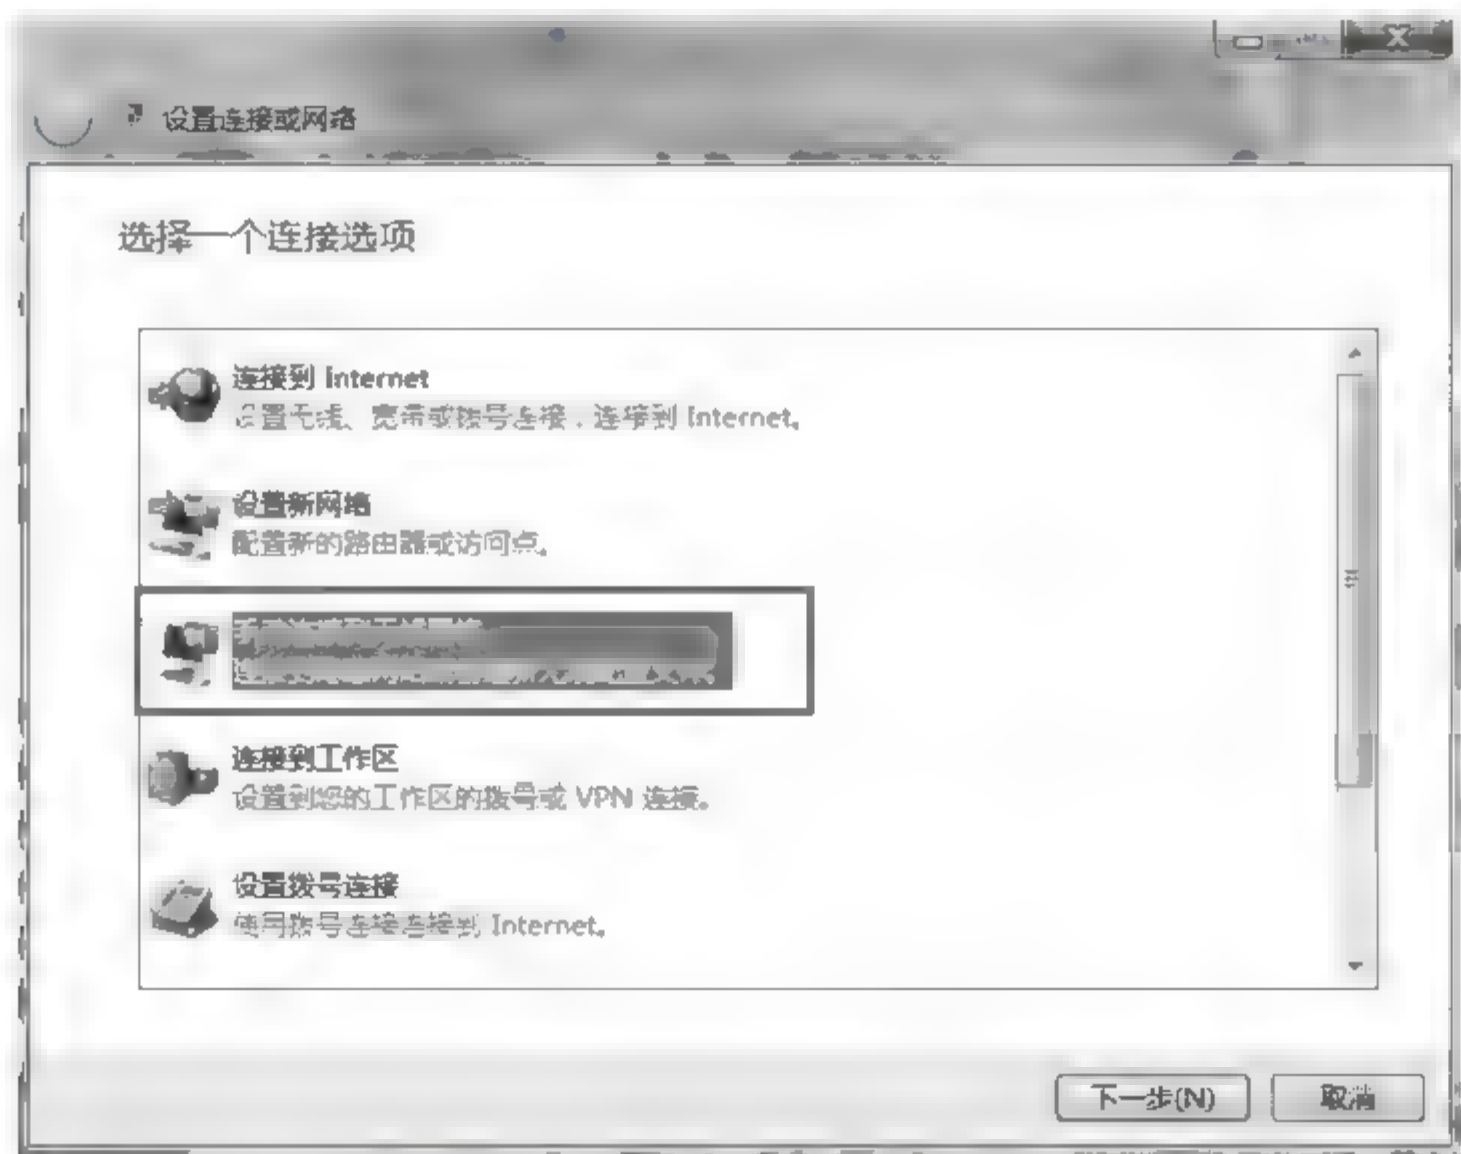 设置连接或网络
选择一个连接选项
连接到 Internet
设置无线、宽带或拨号连接，连接到 Internet。
设置新网络
配置新的路由器或访问点。
连接到工作区
设置到您的工作区的拨号或 VPN 连接。
设置拨号连接
使用拨号连接连接到 Internet。
下一步(N)
取消